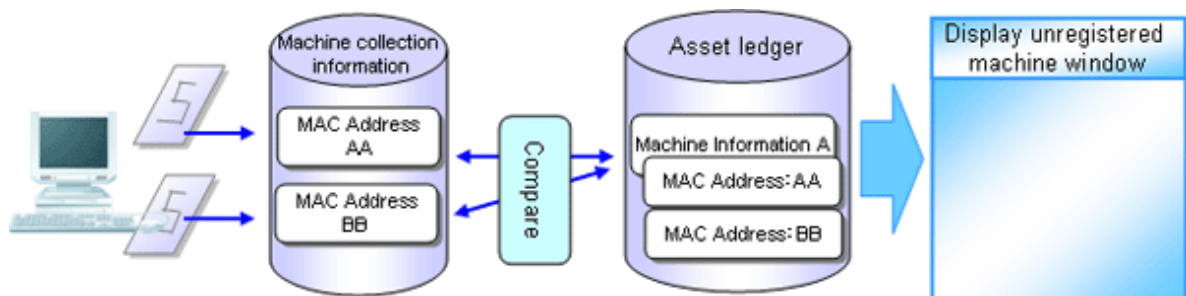 Machine collection
information
MAC Address
AA
MAC Address
BB
Compare
Asset ledger
Machine Information A
MAC Address:AA
MAC Address:BB
Display unregistered
machine window